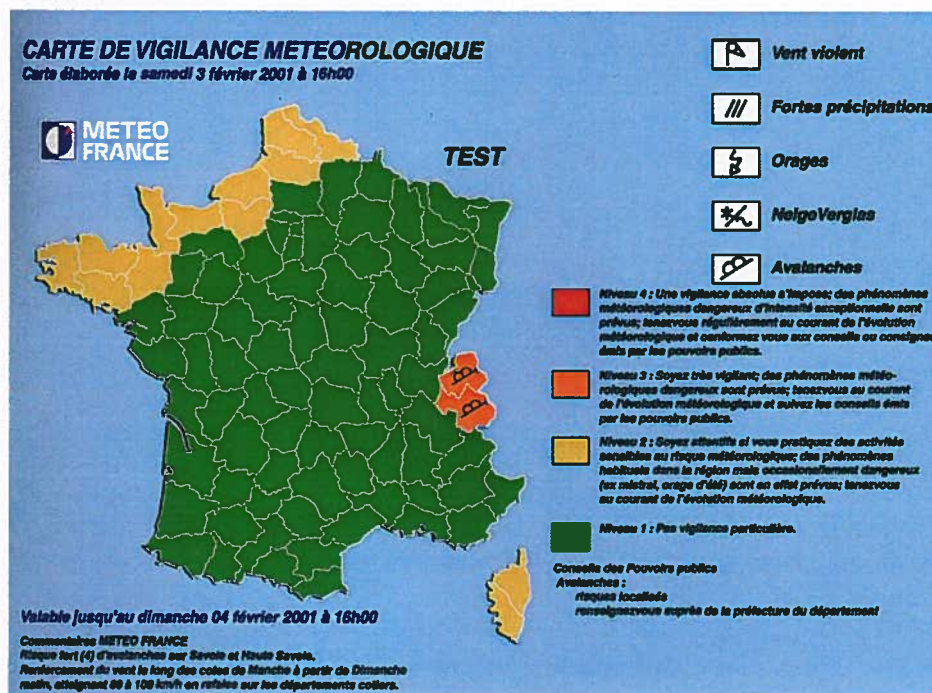 CARTE DE VIGILANCE METEOROLOGIQUE
Carte élaborée le samedi 3 février 2001 à 16h00
METEO
FRANCE
TEST
Vent violent
Fortes précipitations
Orages
NeigeVerglas
Avalanches
Niveau 4 : Une vigilance absolue s'impose; des phénomènes
météorologiques dangereux d'intensité exceptionnelle sont
prévus; tenezvous régulièrement au courant de l'évolution
météorologique et conformez vous aux conseils ou consignes
émis par les pouvoirs publics.
Niveau 3 : Soyez très vigilant; des phénomènes météo-
rologiques dangereux sont prévus; tenezvous au courant
de l'évolution météorologique et suivez les conseils émis
par les pouvoirs publics.
Niveau 2 : Soyez attentifs si vous pratiquez des activités
sensibles au risque météorologique; des phénomènes
habituels dans la région mais occasionellement dangereux
(ex mistral, orage d'été) sont en effet prévus; tenezvous
au courant de l'évolution météorologique.
Niveau 1 : Pas vigilance particulière.
Conseils des Pouvoirs publics
Avalanches :
risques localisés
renseignezvous auprès de la préfecture du département
Valable jusqu'au dimanche 04 février 2001 à 16h00
Commentaires METEO FRANCE
Risque fort (4) d'avalanches sur Savoie et Haute Savoie.
Renforcement du vent le long des cotes de Manche à partir de Dimanche
matin, atteignant 80 à 100 km/h en rafales sur les départements cotiers.